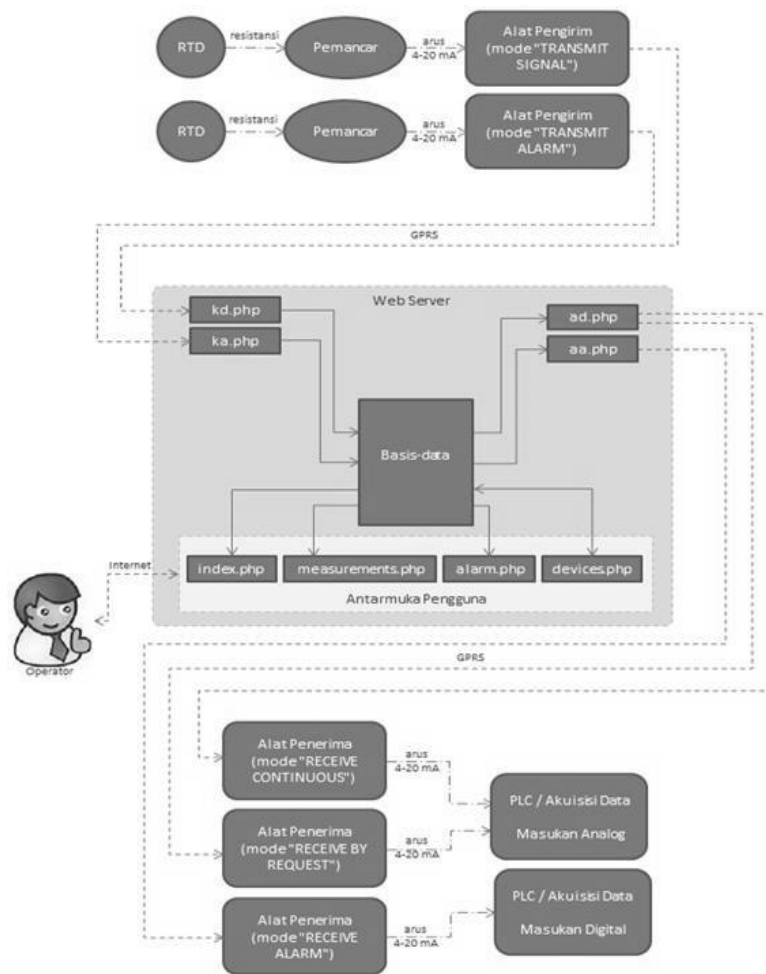 RTD
resistansi
Pemancar
arus
4-20 mA
Alat Pengirim
(mode "TRANSMIT
SIGNAL")
RTD
resistansi
Pemancar
arus
4-20 mA
Alat Pengirim
(mode "TRANSMIT
ALARM")
GPRS
Web Server
kd.php
ka.php
ad.php
aa.php
Basis-data
Internet
index.php
measurements.php
alarm.php
devices.php
Antarmuka Pengguna
Operator
GPRS
Alat Penerima
(mode "RECEIVE
CONTINUOUS")
arus
4-20 mA
PLC / Akuisisi Data
Masukan Analog
Alat Penerima
(mode "RECEIVE BY
REQUEST")
arus
4-20 mA
Alat Penerima
(mode "RECEIVE
ALARM")
arus
4-20 mA
PLC / Akuisisi Data
Masukan Digital